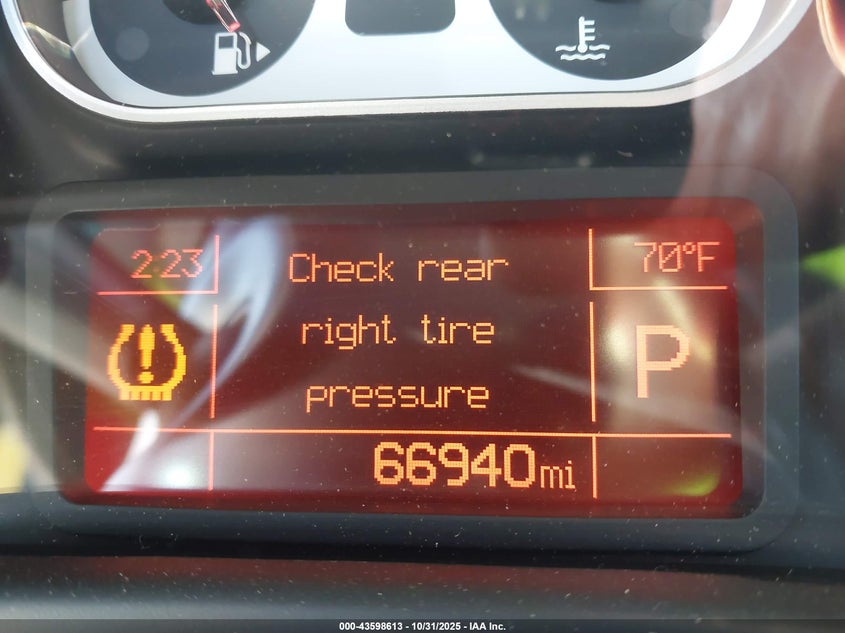 2:23
Check rear
70°F
right tire
P
pressure
66940mi
000-43598613 - 10/31/2025 - IAA Inc.